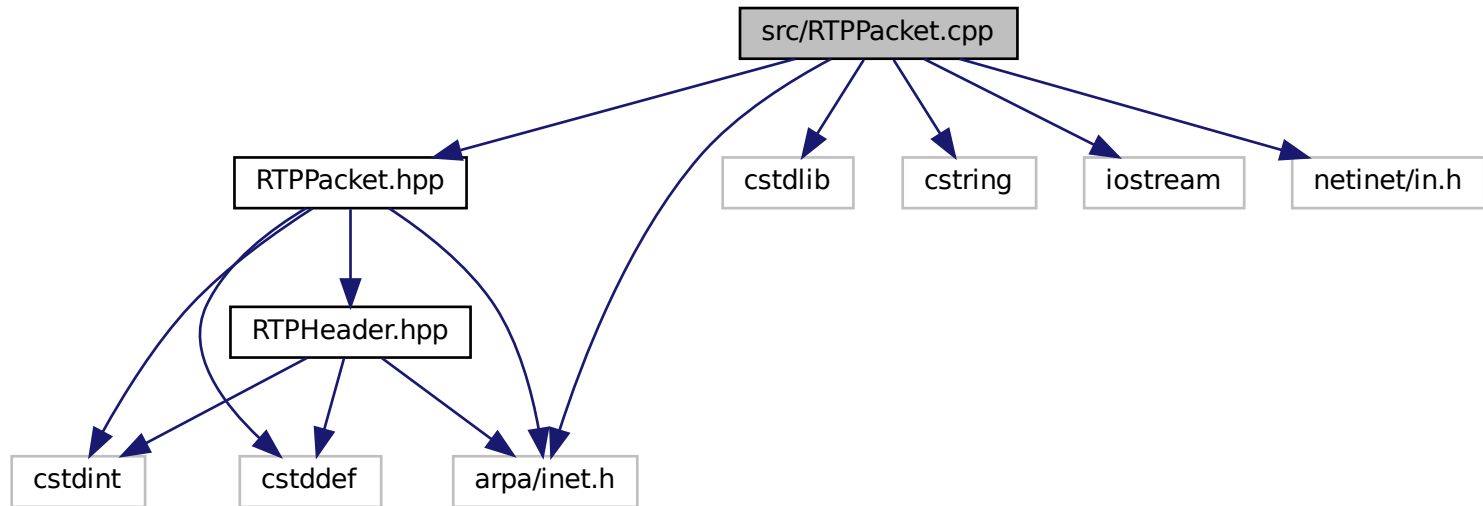 src/RTPPacket.cpp
RTPPacket.hpp
cstdlib
cstring
iostream
netinet/in.h
RTPHeader.hpp
cstdint
cstddef
arpa/inet.h